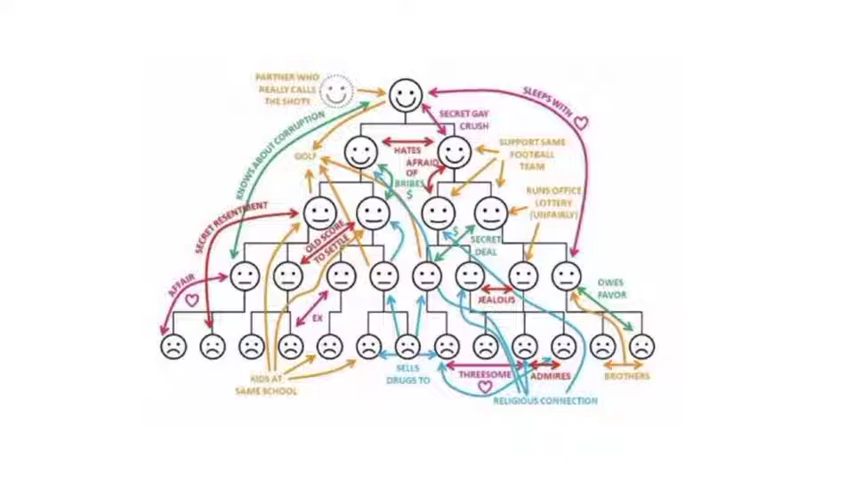 PARTNER WHO
REALLY CALLS
THE SHOTS
SLEEPS WITH
SECRET GAY
CRUSH
KNOWS ABOUT CORRUPTION
GOLF
HATES
AFRAID
OF
BRIBES
$
SUPPORT SAME
FOOTBALL
TEAM
RUNS OFFICE
LOTTERY
(UNFAIRLY)
SECRET RESENTMENT
OLD SCORE
TO SETTLE
$
SECRET
DEAL
AFFAIR
OWES
FAVOR
JEALOUS
EX
KIDS AT
SAME SCHOOL
SELLS
DRUGS TO
THREESOME
ADMIRES
BROTHERS
RELIGIOUS CONNECTION